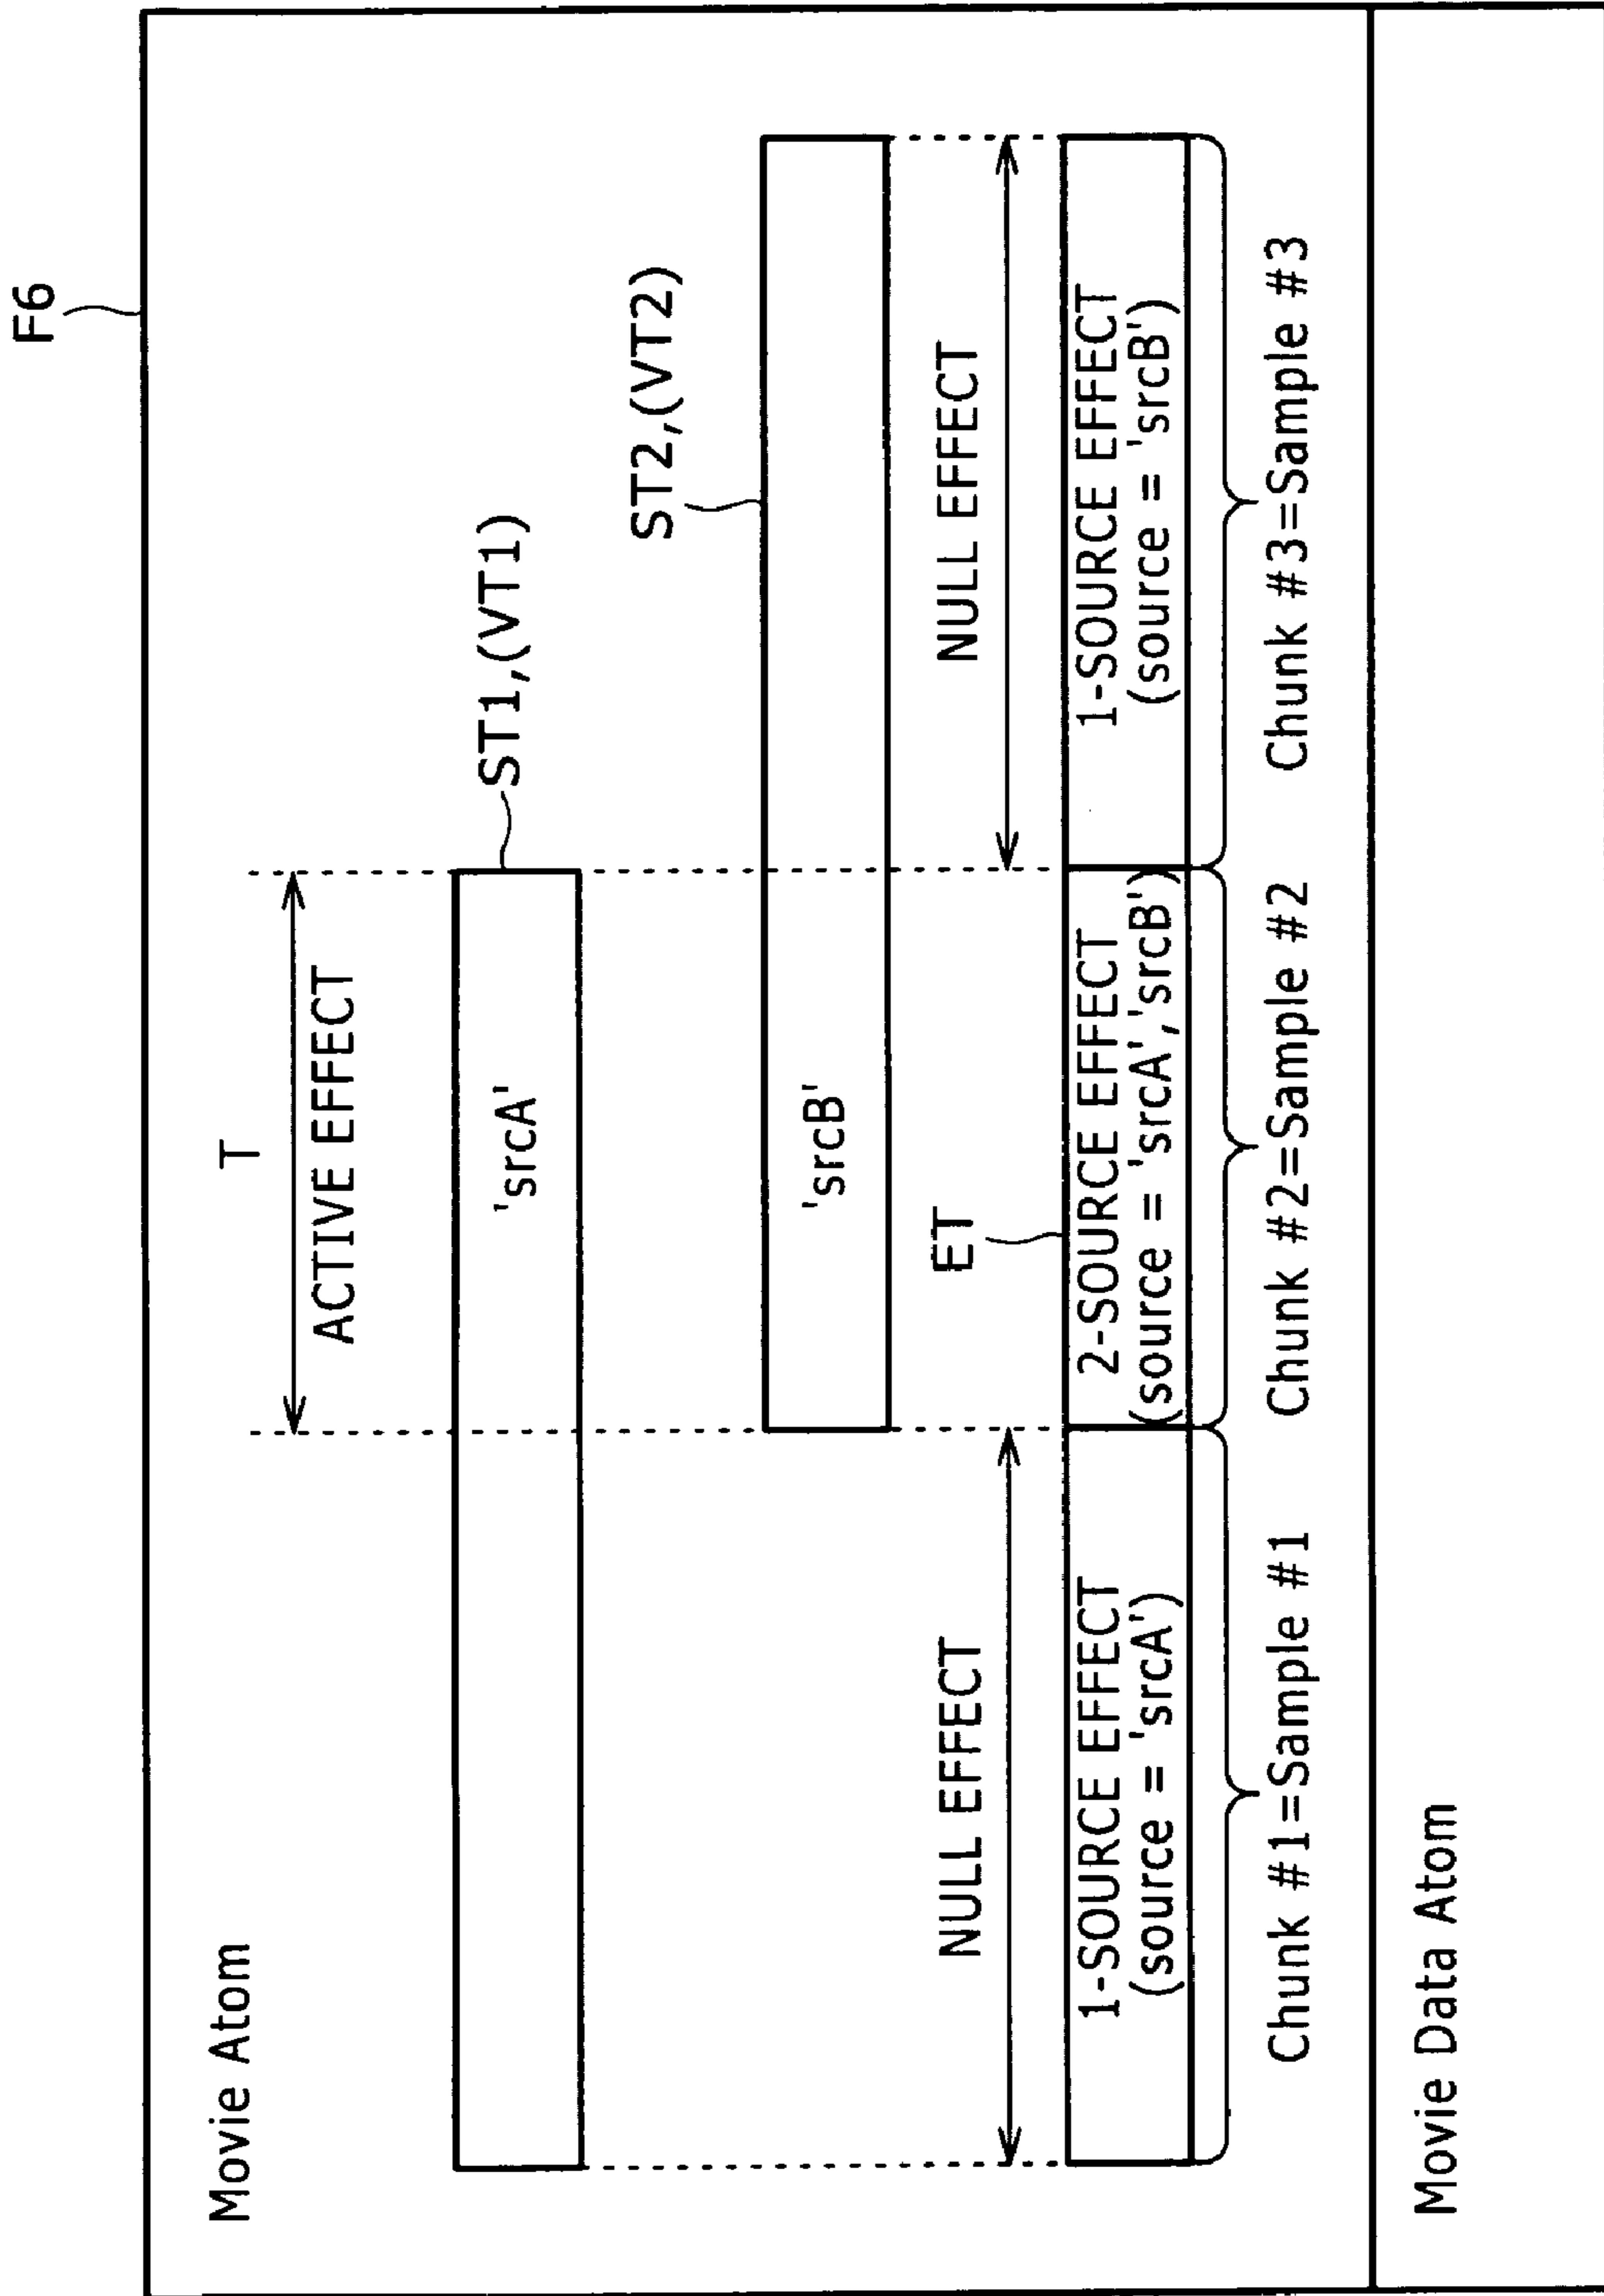 F6
Movie Atom
T
ACTIVE EFFECT
ST1,(VT1)
'srcA'
ST2,(VT2)
'srcB'
NULL EFFECT
ET
NULL EFFECT
1-SOURCE EFFECT
(source = 'srcA')
2-SOURCE EFFECT
(source = 'srcA','srcB')
1-SOURCE EFFECT
(source = 'srcB')
Chunk #1=Sample #1
Chunk #2=Sample #2
Chunk #3=Sample #3
Movie Data Atom